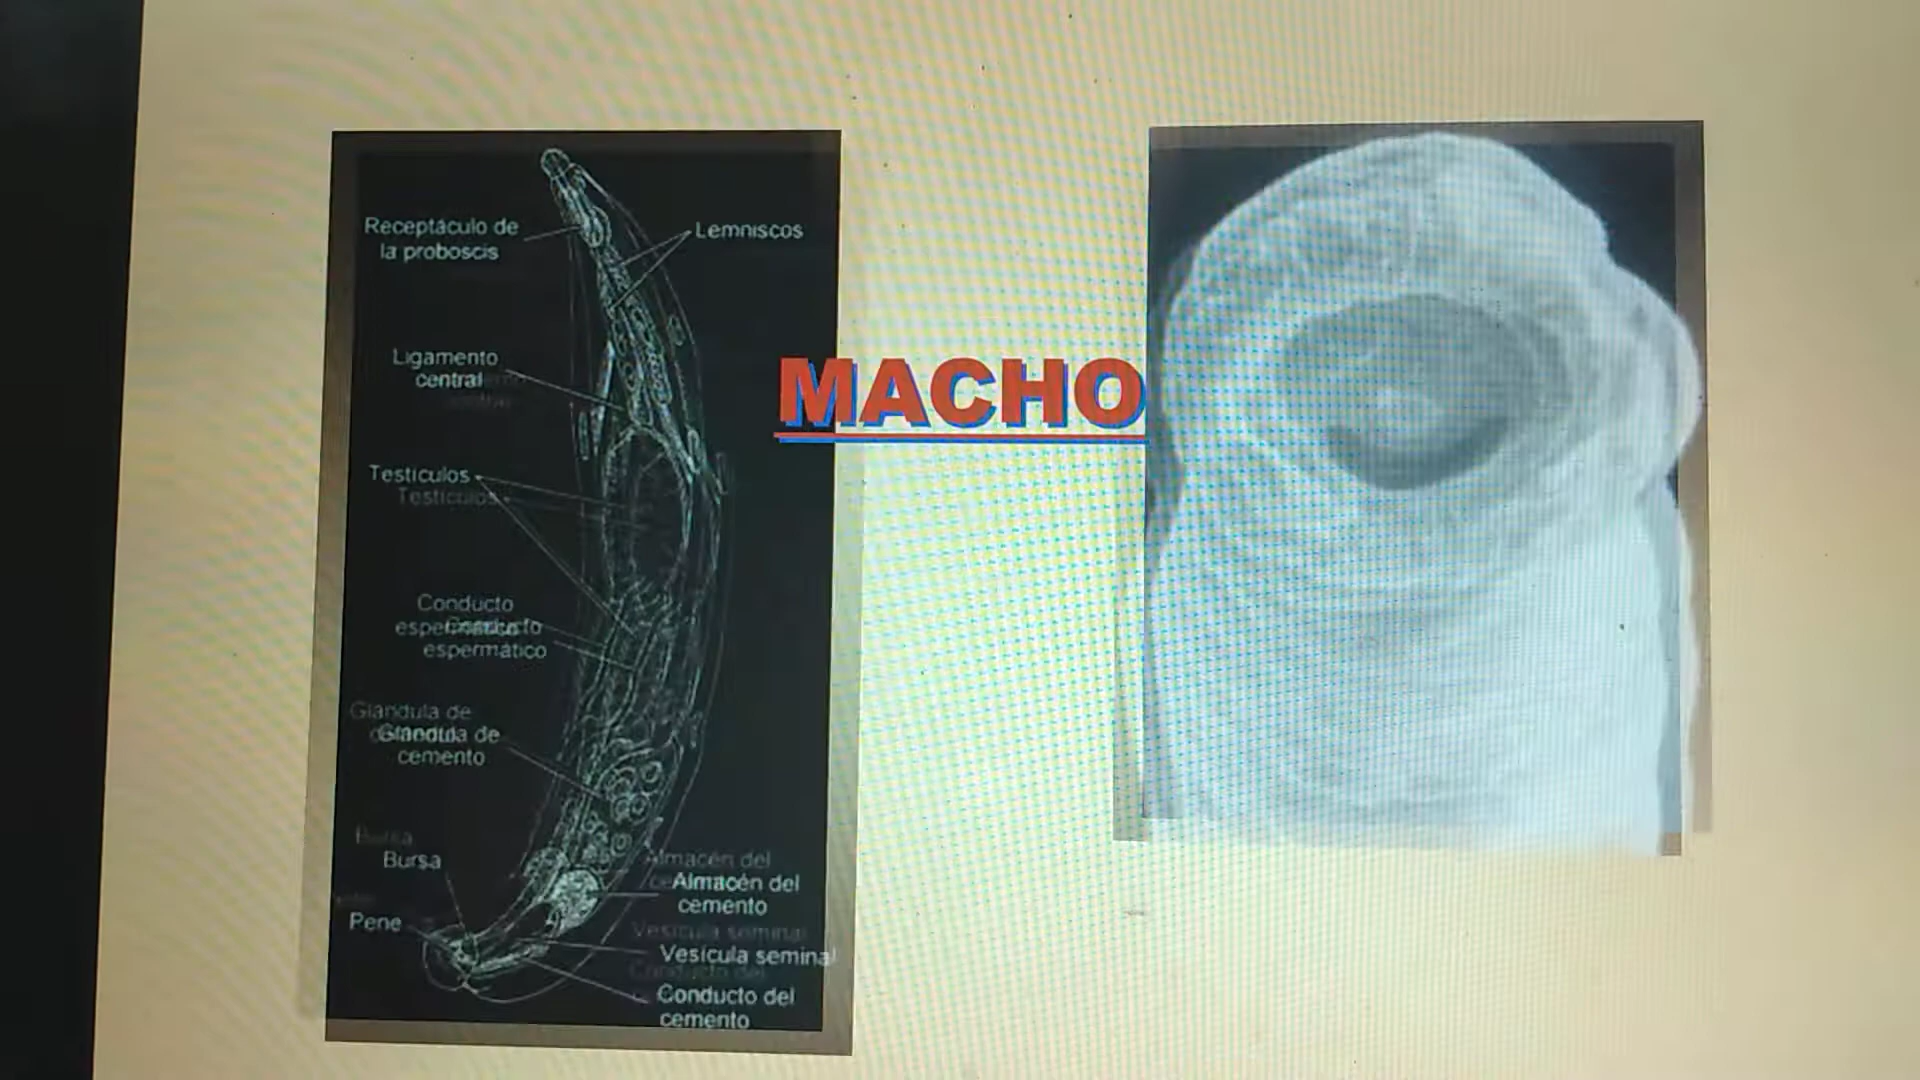 Receptáculo de
la proboscis
Lemniscos
MACHO
Ligamento
central
Testículos
Conducto
espermático
Glándula de
cemento
Bursa
Pene
Almacén del
cemento
Vesícula seminal
Conducto del
cemento